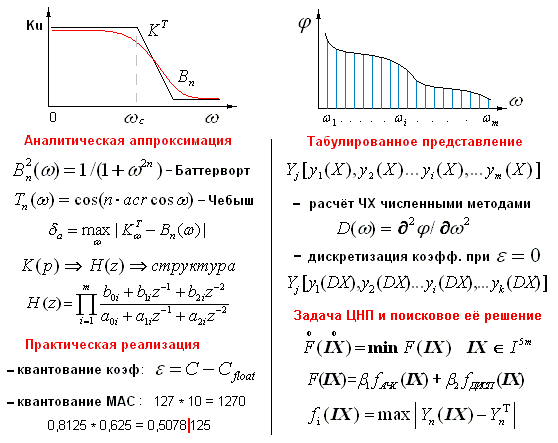 Ku
K^T
B_n
0
ω_c
ω
φ
ω_1 . . . . ω_i . . . . . ω_m
ω
Аналитическая аппроксимация
B_n^2(ω) = 1/(1 + ω^{2n}) – Баттерворт
T_n(ω) = cos(n · acr cos ω) – Чебыш
δ_a = max_ω | K_ω^T − B_n(ω) |
K(p) ⇒ H(z) ⇒ структура
H(z) = ∏_{i=1}^{m} (b_{0i} + b_{1i}z^{-1} + b_{2i}z^{-2}) / (a_{0i} + a_{1i}z^{-1} + a_{2i}z^{-2})
Практическая реализация
– квантование коэф: ε = C − C_{float}
– квантование МАС : 127 * 10 = 1270
0,8125 * 0,625 = 0,5078|125
Табулированное представление
Y_j [y_1(X), y_2(X)... y_i(X),... y_m(X)]
– расчёт ЧХ численными методами
D(ω) = ∂²φ/ ∂ω²
– дискретизация коэфф. при ε = 0
Y_j[y_1(DX), y_2(DX)... y_i(DX),...y_k(DX)]
Задача ЦНП и поисковое её решение
F°(IX°) = min F(IX) IX ∈ I^{5m}
F(IX) = β_1 f_{АЧХ}(IX) + β_2 f_{ДИСП}(IX)
f_i(IX) = max |Y_n(IX) − Y_n^T|